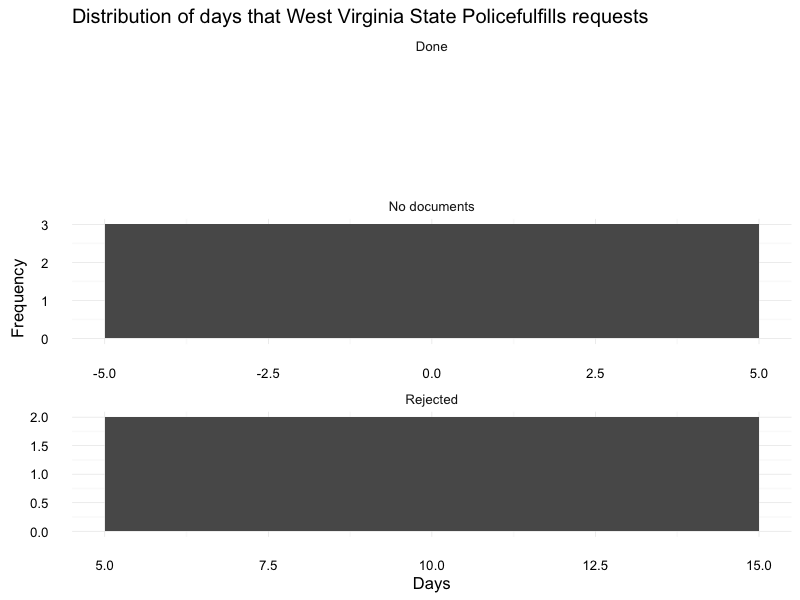 Distribution of days that West Virginia State Policefulfills requests
Done
No documents
3
2
1
0
-5.0 -2.5 0.0 2.5 5.0
Frequency
Rejected
2.0
1.5
1.0
0.5
0.0
5.0 7.5 10.0 12.5 15.0
Days